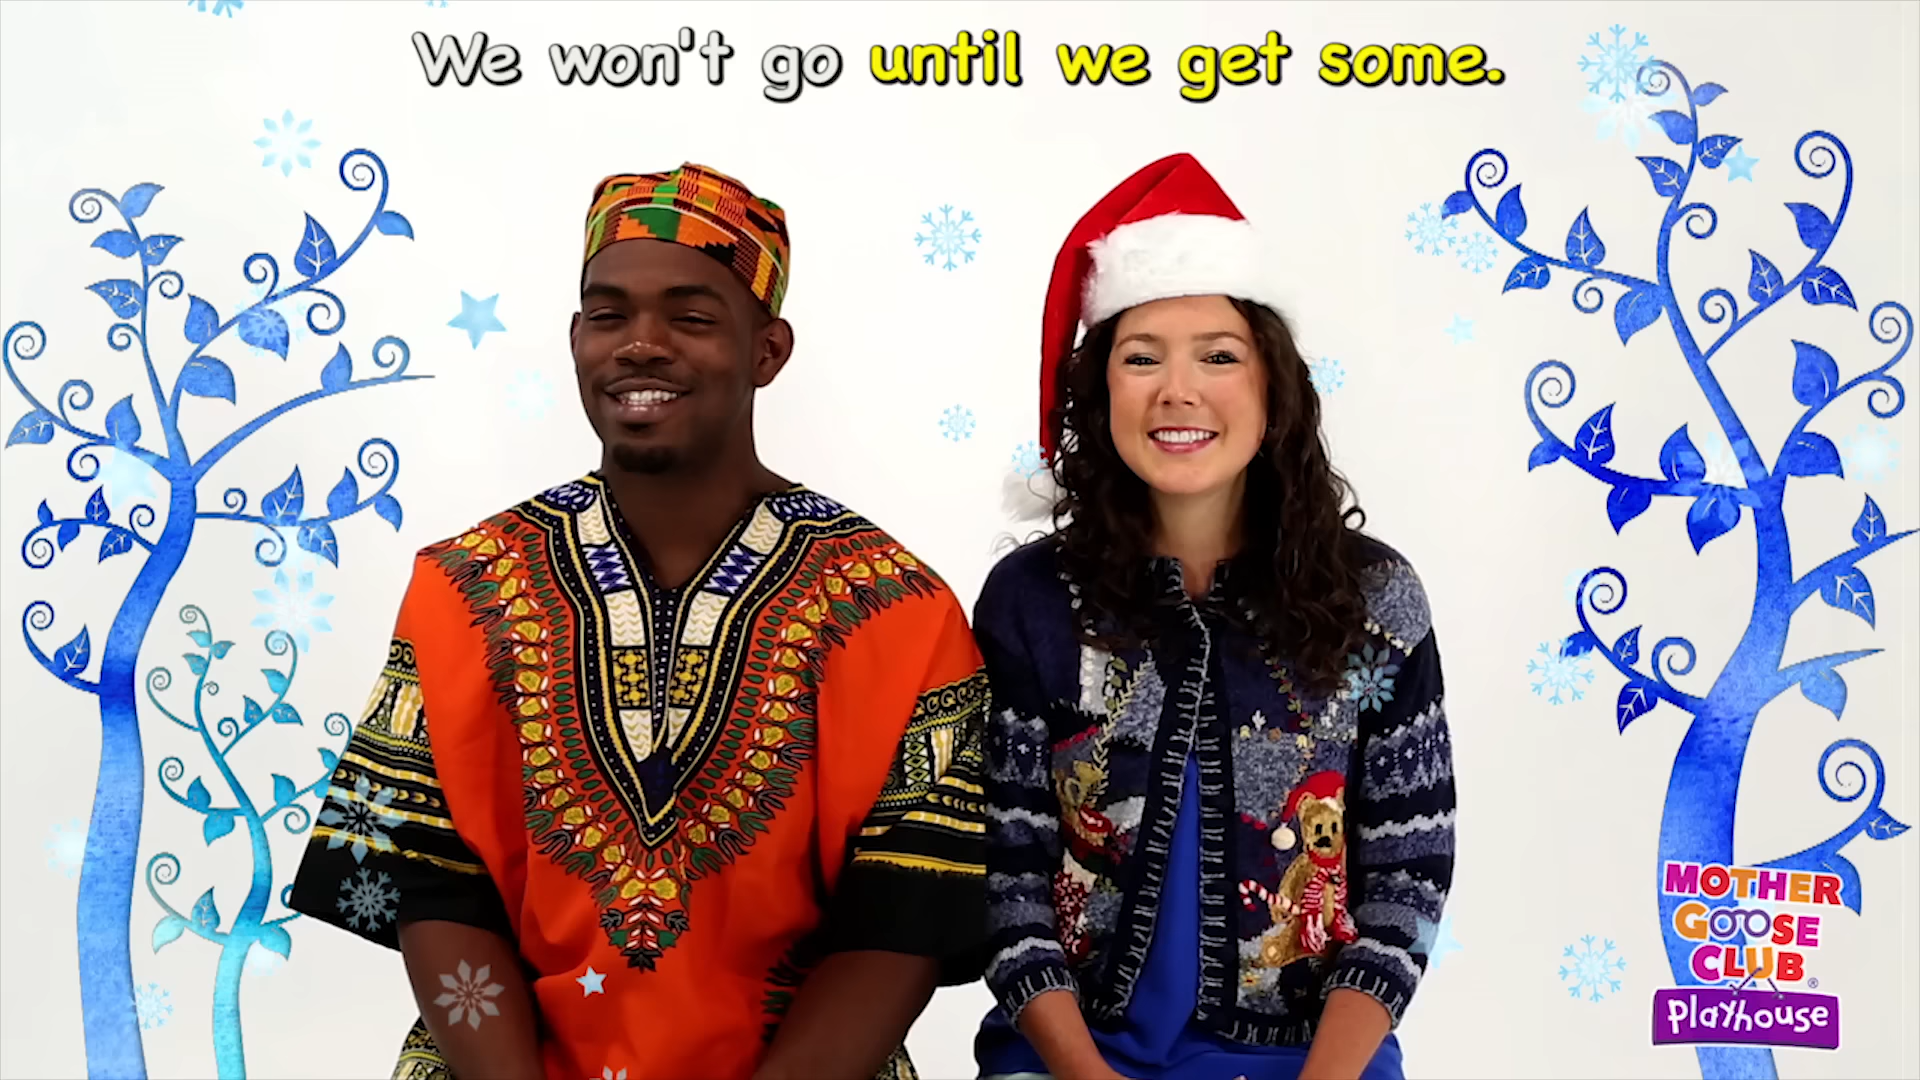 We won't go until we get some.
MOTHER
GOOSE
CLUB®
Playhouse